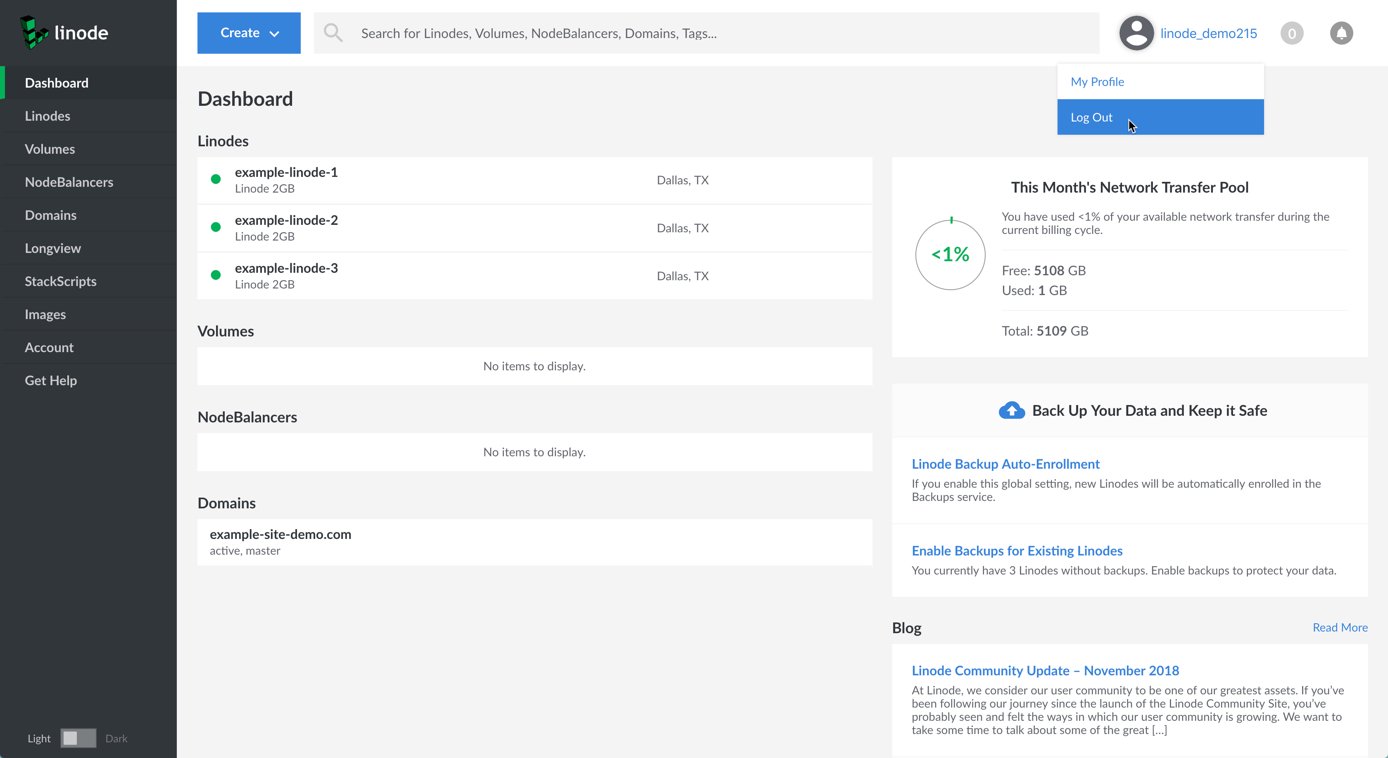 linode
Create
Search for Linodes, Volumes, NodeBalancers, Domains, Tags...
linode_demo215
0
My Profile
Log Out
Dashboard
Linodes
Volumes
NodeBalancers
Domains
Longview
StackScripts
Images
Account
Get Help
Light
Dark
Dashboard
Linodes
example-linode-1
Linode 2GB
Dallas, TX
example-linode-2
Linode 2GB
Dallas, TX
example-linode-3
Linode 2GB
Dallas, TX
Volumes
No items to display.
NodeBalancers
No items to display.
Domains
example-site-demo.com
active, master
This Month's Network Transfer Pool
<1%
You have used <1% of your available network transfer during the
current billing cycle.
Free: 5108 GB
Used: 1 GB
Total: 5109 GB
Back Up Your Data and Keep it Safe
Linode Backup Auto-Enrollment
If you enable this global setting, new Linodes will be automatically enrolled in the
Backups service.
Enable Backups for Existing Linodes
You currently have 3 Linodes without backups. Enable backups to protect your data.
Blog
Read More
Linode Community Update – November 2018
At Linode, we consider our user community to be one of our greatest assets. If you've
been following our journey since the launch of the Linode Community Site, you've
probably seen and felt the ways in which our user community is growing. We want to
take some time to talk about some of the great [...]